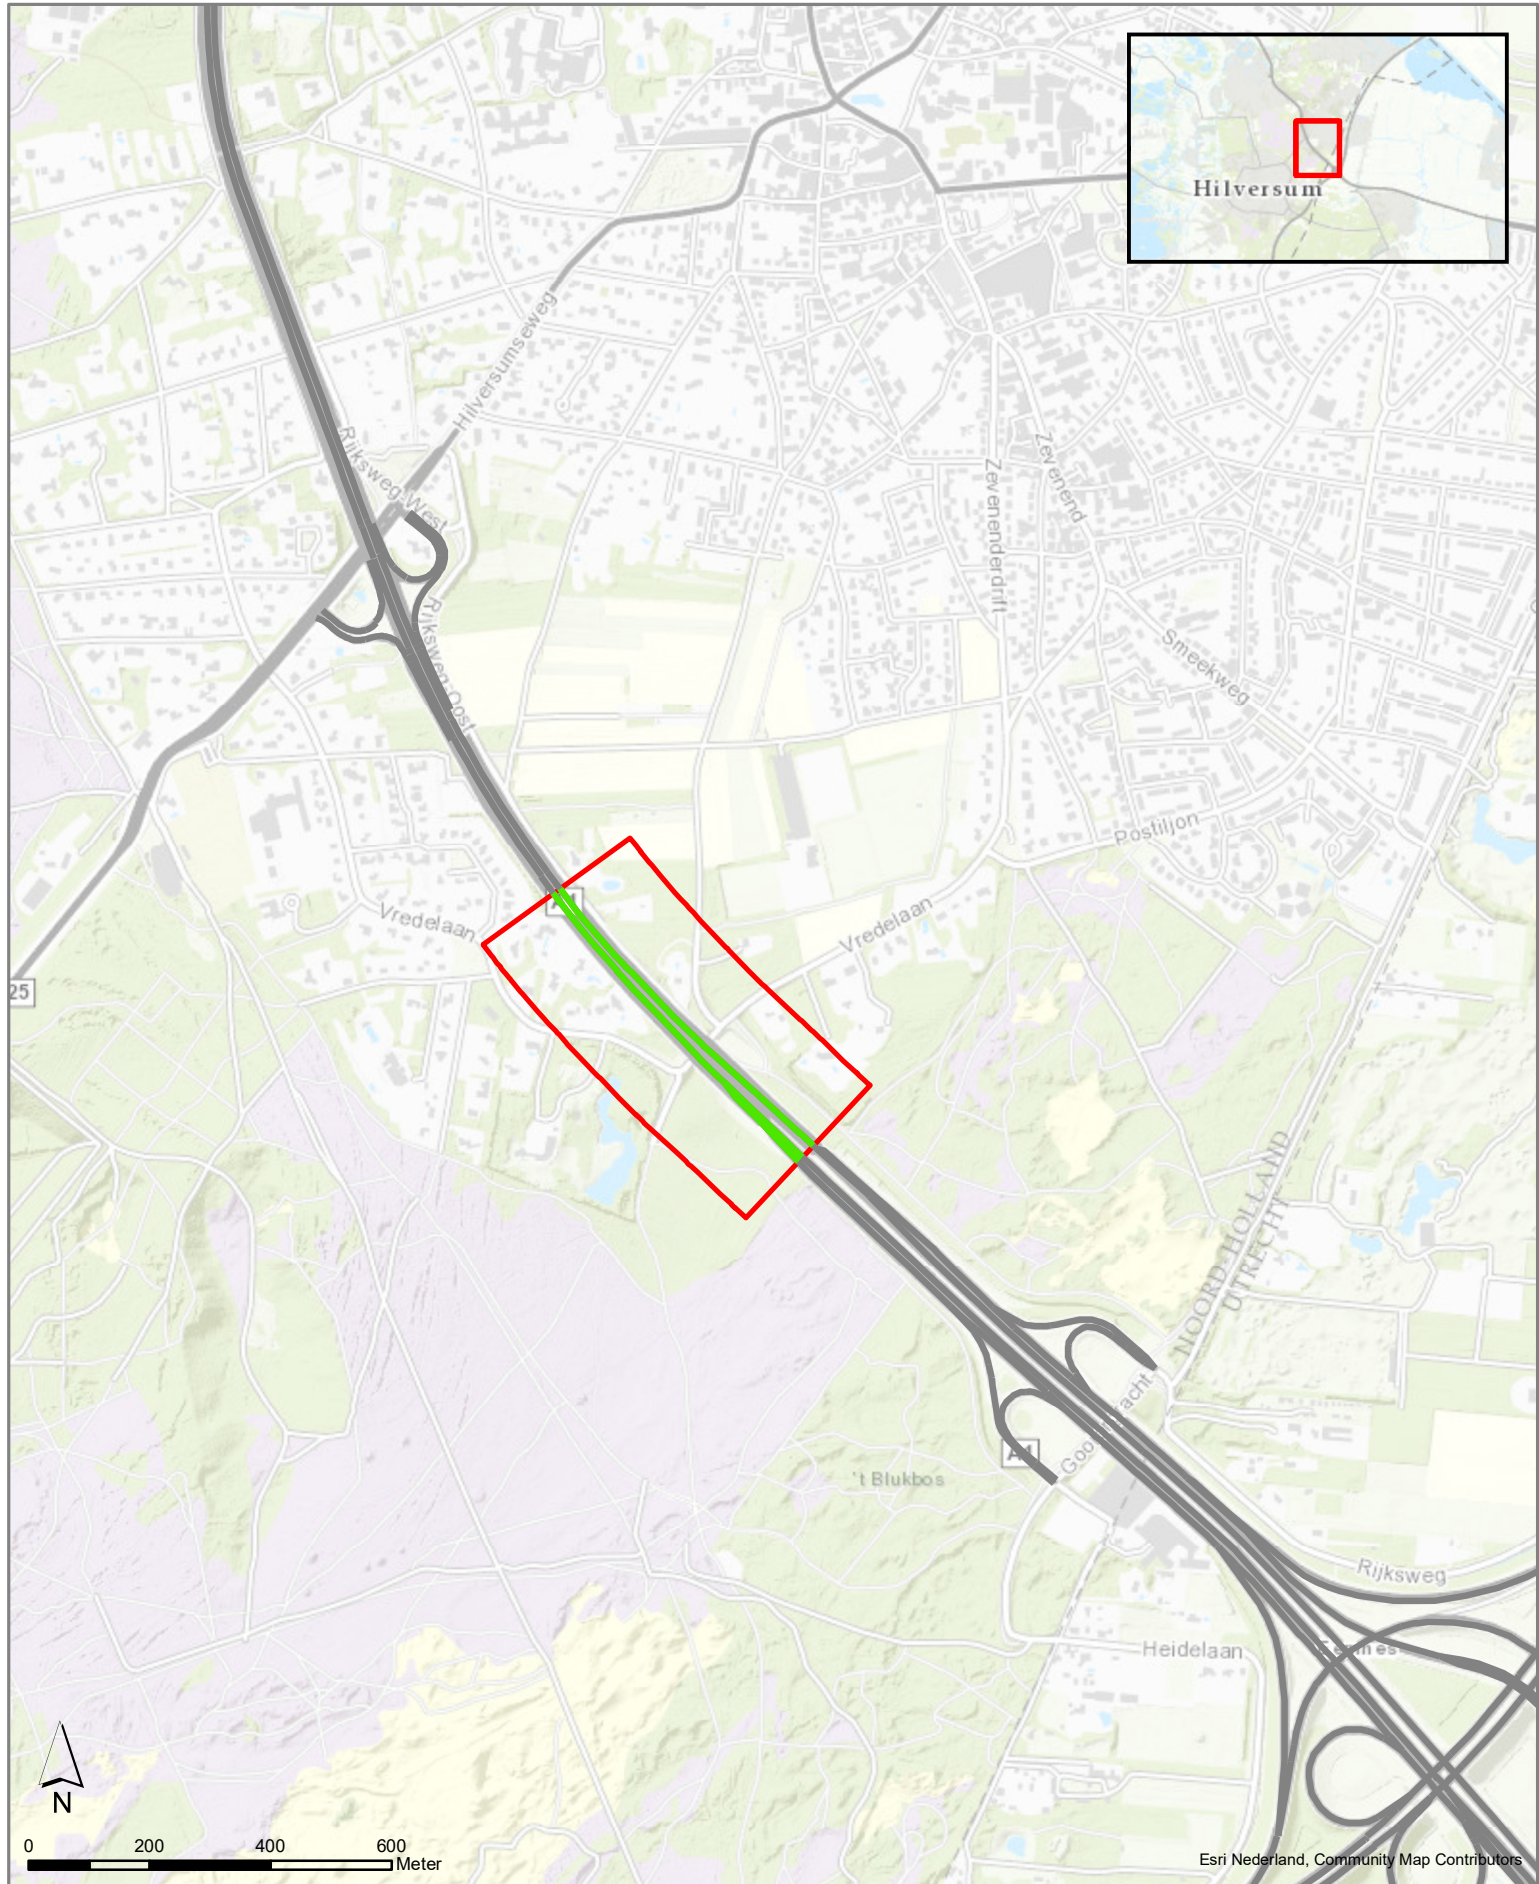 Hilversum
Hilversumseweg
Rijksweg West
Zevenend
Zevenenderdrift
Rijksweg Oost
Smeekweg
Postiljon
A1
Vredelaan
Vredelaan
25
NOORD-HOLLAND
UTRECHT
A1
't Blukbos
Rijksweg
Heidelaan
N
0 200 400 600
Meter
Esri Nederland, Community Map Contributors